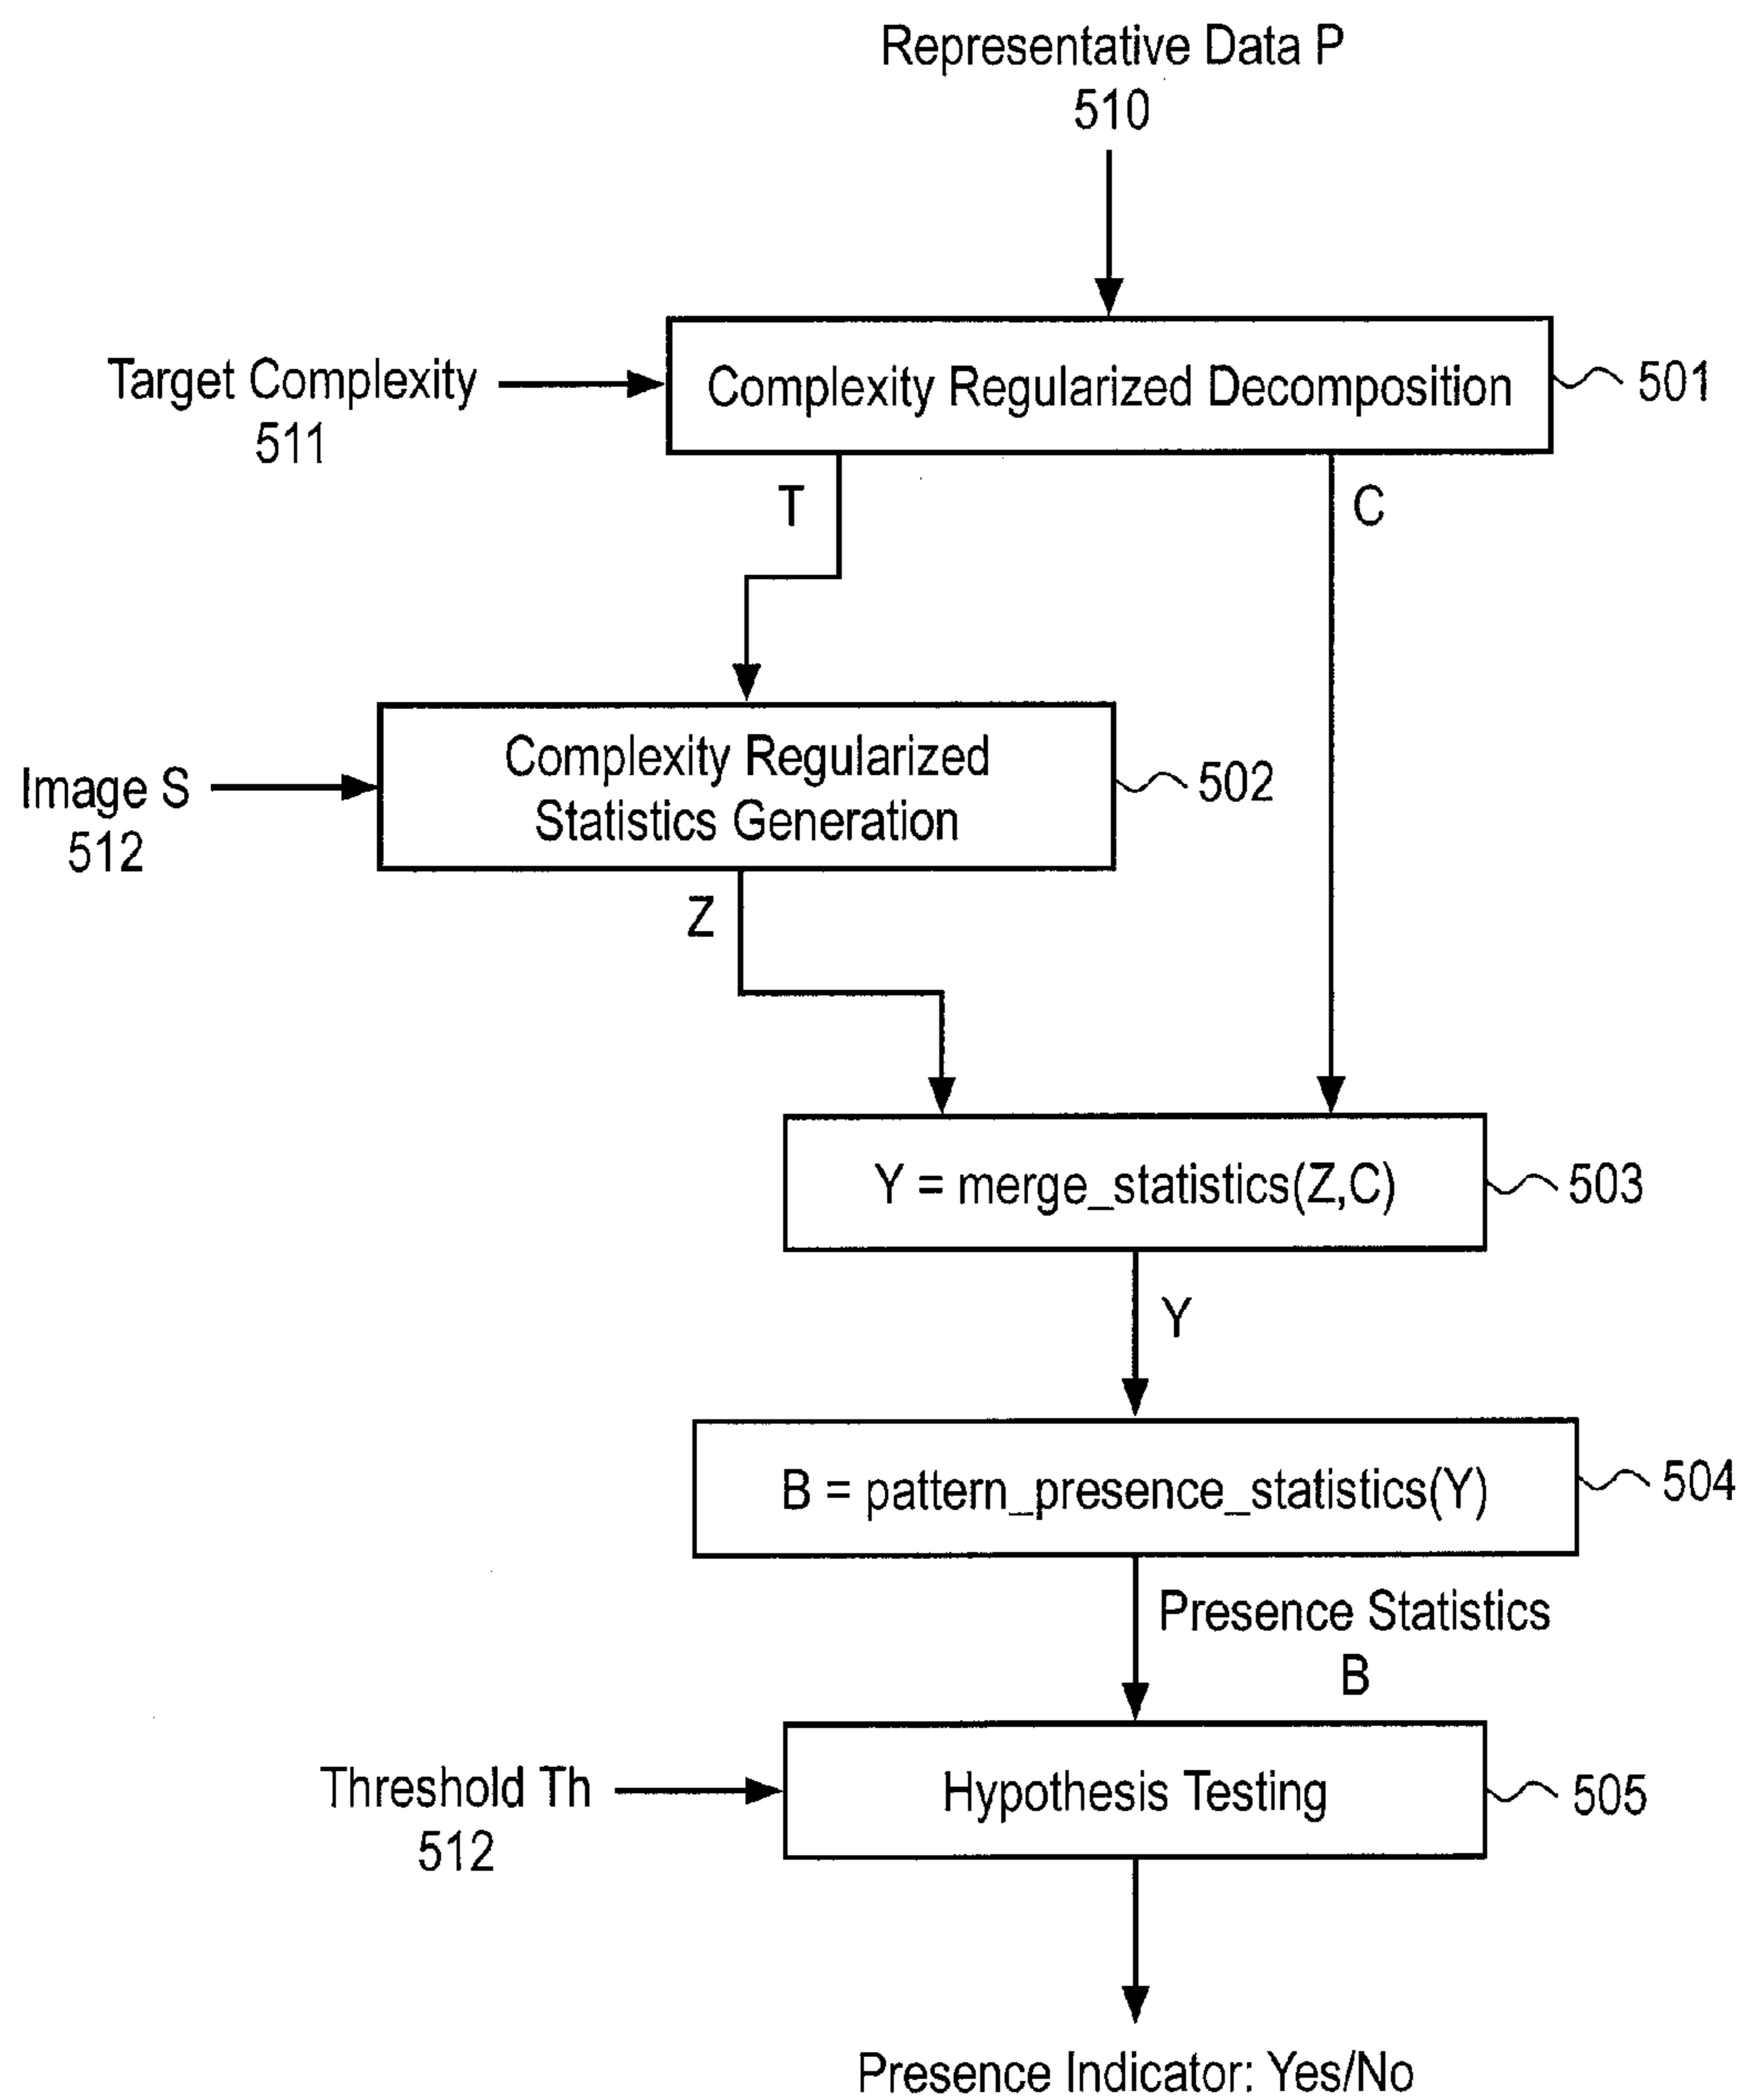 Representative Data P
510
Target Complexity
511
Complexity Regularized Decomposition
501
T
C
Image S
512
Complexity Regularized
Statistics Generation
502
Z
Y = merge_statistics(Z,C)
503
Y
B = pattern_presence_statistics(Y)
504
Presence Statistics
B
Threshold Th
512
Hypothesis Testing
505
Presence Indicator: Yes/No